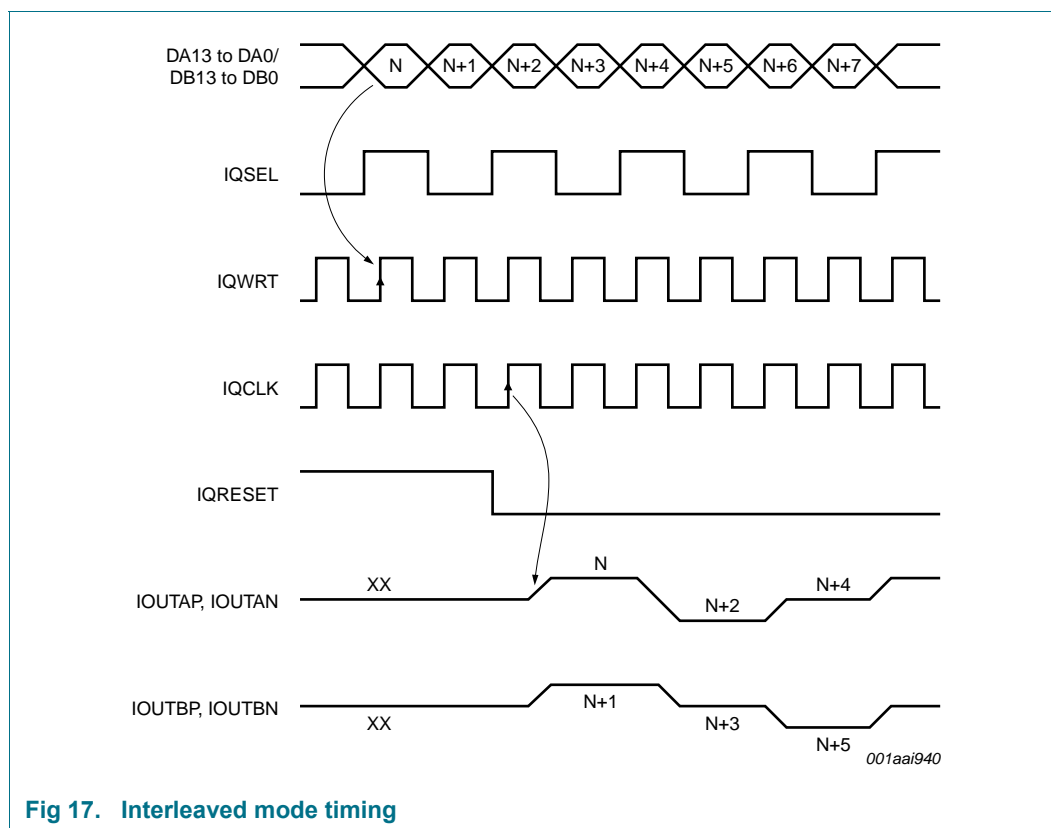 DA13 to DA0/
DB13 to DB0
N N+1 N+2 N+3 N+4 N+5 N+6 N+7
IQSEL
IQWRT
IQCLK
IQRESET
IOUTAP, IOUTAN
XX
N
N+2
N+4
IOUTBP, IOUTBN
XX
N+1
N+3
N+5
001aai940
Fig 17. Interleaved mode timing